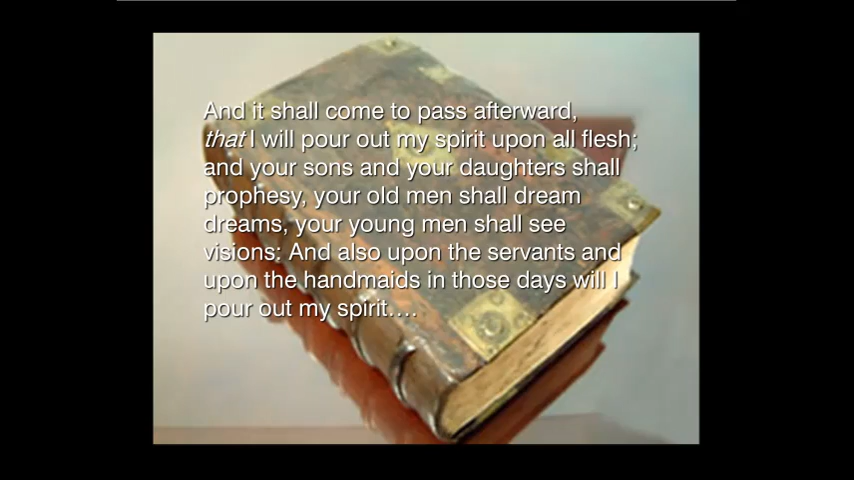 And it shall come to pass afterward,
that I will pour out my spirit upon all flesh;
and your sons and your daughters shall
prophesy, your old men shall dream
dreams, your young men shall see
visions: And also upon the servants and
upon the handmaids in those days will I
pour out my spirit….